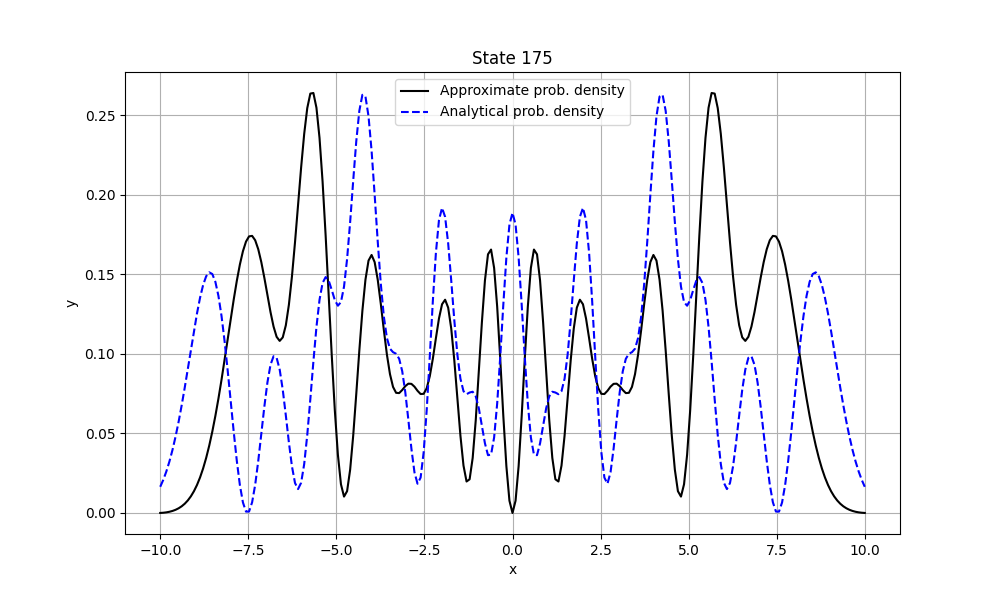 State 175
Approximate prob. density
Analytical prob. density
y
0.25
0.20
0.15
0.10
0.05
0.00
−10.0 −7.5 −5.0 −2.5 0.0 2.5 5.0 7.5 10.0
x